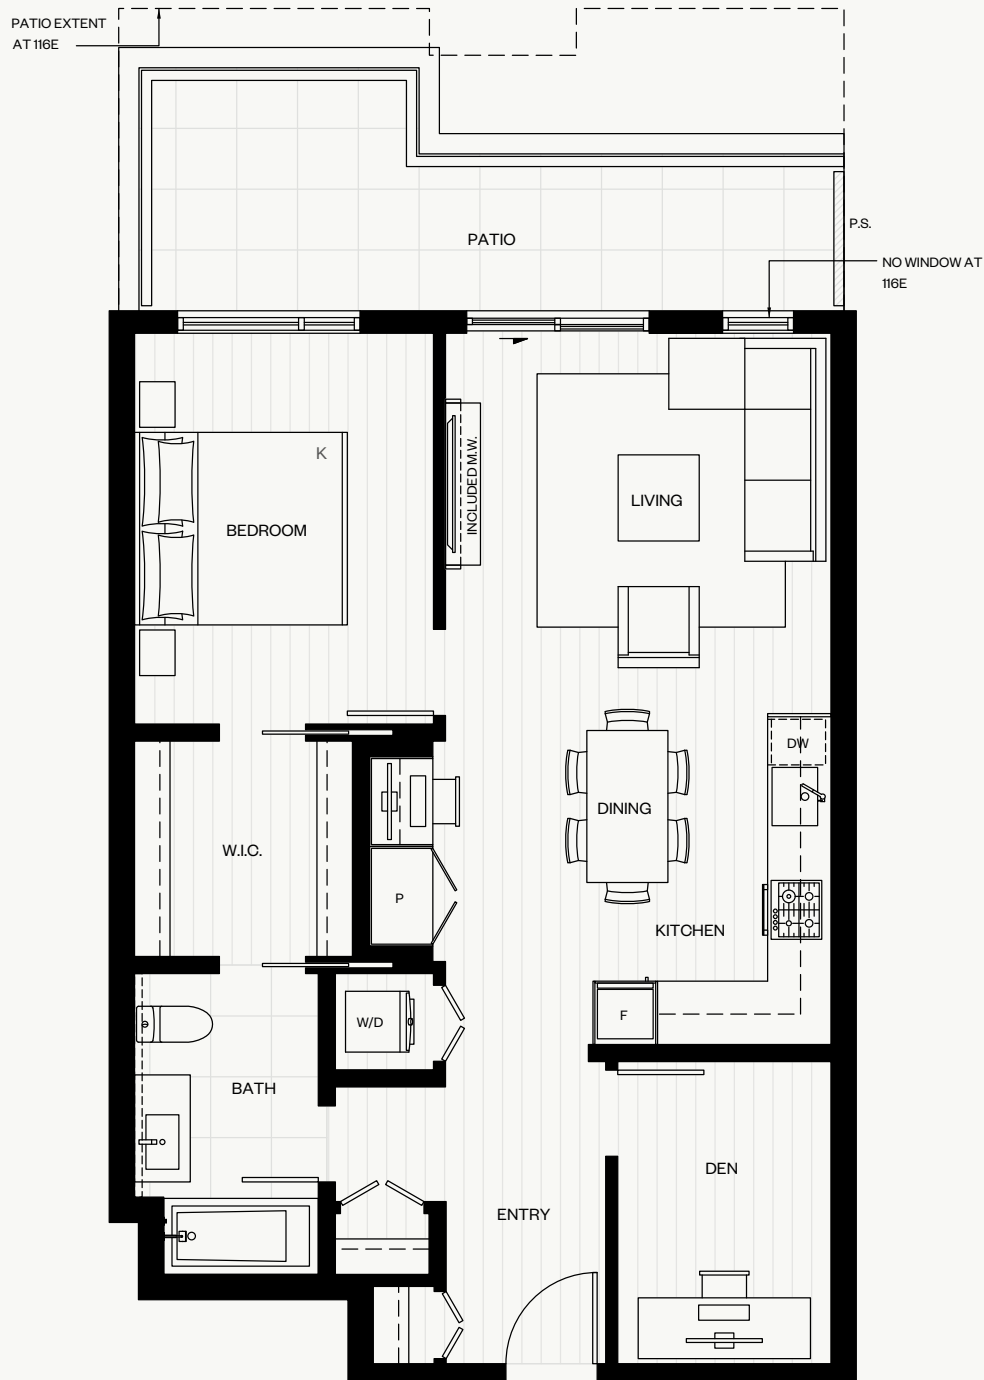 PATIO EXTENT
AT 116E
P.S.
PATIO
NO WINDOW AT
116E
K
INCLUDED M.W.
LIVING
BEDROOM
DW
DINING
W.I.C.
P
KITCHEN
F
W/D
BATH
DEN
ENTRY